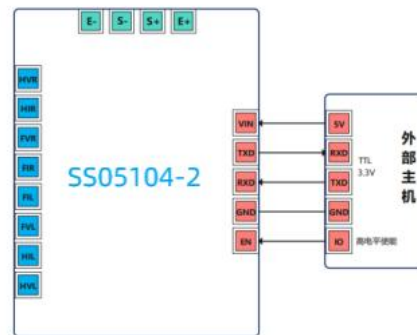 E- S- S+ E+
HVR
HIR
FVR
FIR
FIL
FVL
HIL
HVL
SS05104-2
VIN
TXD
RXD
GND
EN
5V
RXD
TXD
GND
IO
TTL
3.3V
高电平使能
外部主机